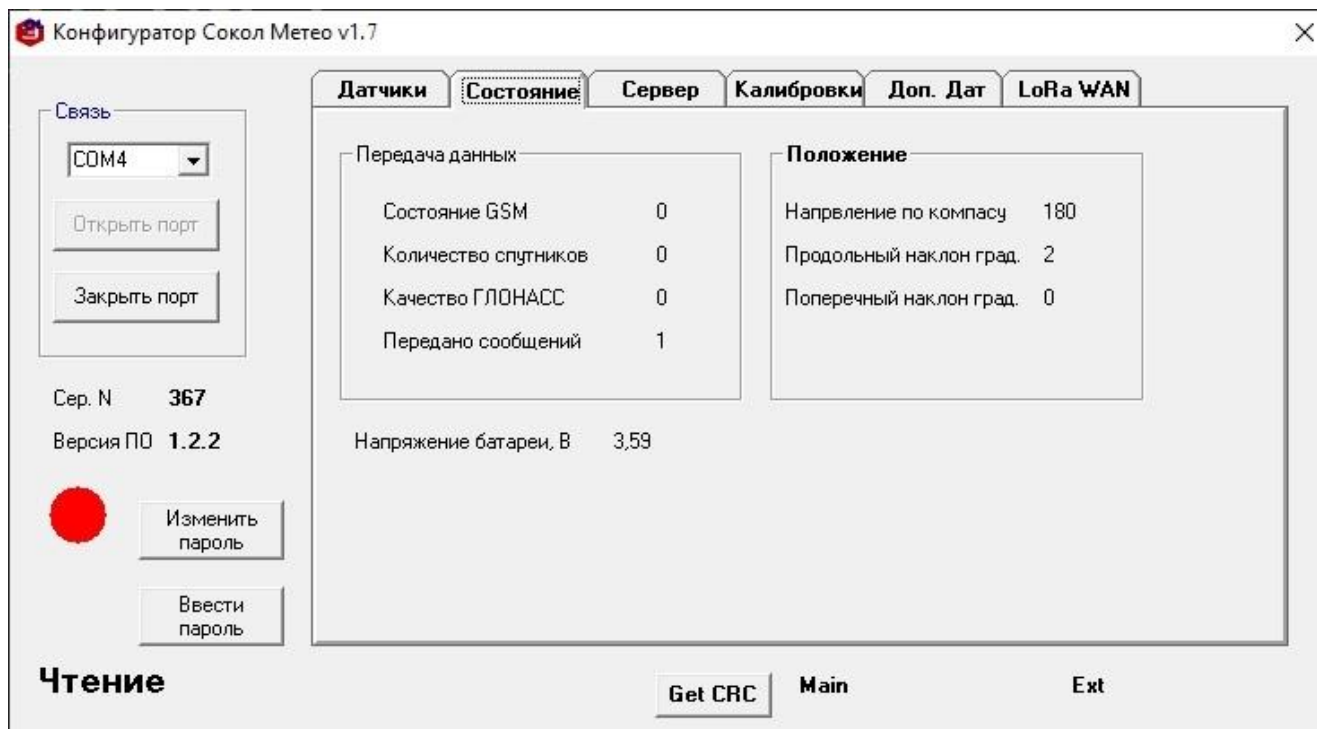 Конфигуратор Сокол Метео v1.7
Связь
COM4
Открыть порт
Закрыть порт
Сер. N 367
Версия ПО 1.2.2
Изменить
пароль
Ввести
пароль
Чтение
Датчики Состояние Сервер Калибровки Доп. Дат LoRa WAN
Передача данных
Состояние GSM 0
Количество спутников 0
Качество ГЛОНАСС 0
Передано сообщений 1
Положение
Напрвление по компасу 180
Продольный наклон град. 2
Поперечный наклон град. 0
Напряжение батареи, В 3,59
Get CRC Main Ext